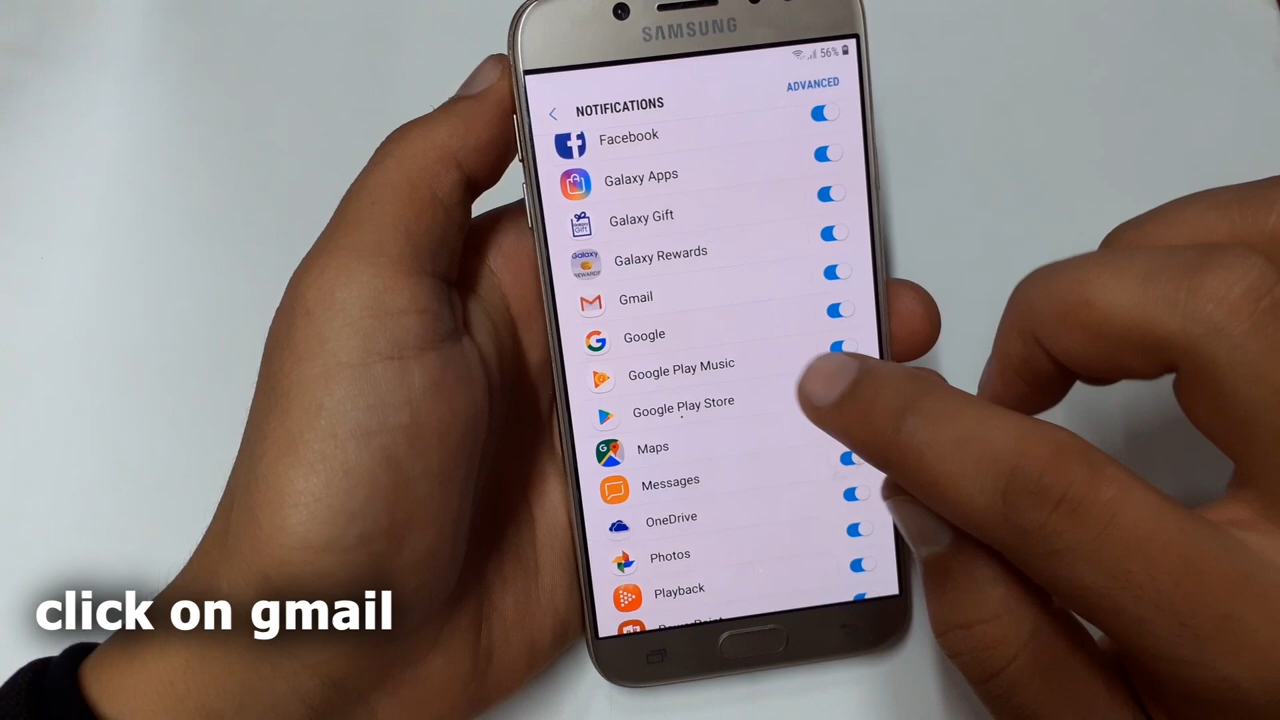 SAMSUNG
56%
ADVANCED
NOTIFICATIONS
Facebook
Galaxy Apps
Galaxy Gift
Galaxy Rewards
Gmail
Google
Google Play Music
Google Play Store
Maps
Messages
OneDrive
Photos
Playback
PowerPoint
click on gmail